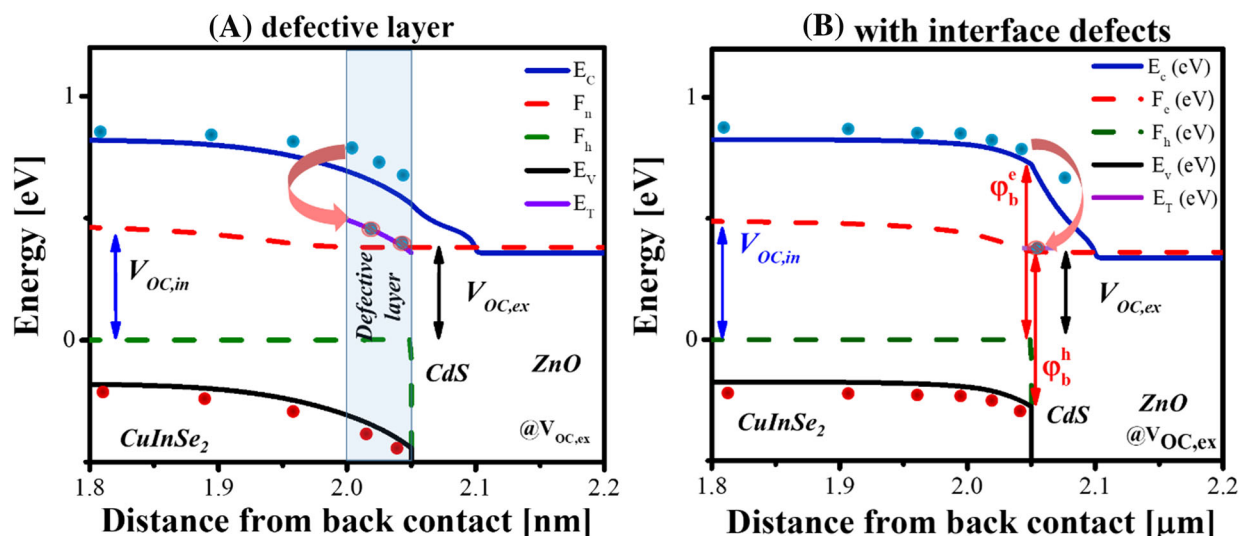 (A) defective layer
E_C
F_n
F_h
E_V
E_T
1
0
Energy [eV]
V_OC,in
Defective
layer
V_OC,ex
CdS
ZnO
CuInSe₂
@V_OC,ex
1.8 1.9 2.0 2.1 2.2
Distance from back contact [nm]
(B) with interface defects
E_c (eV)
F_e (eV)
F_h (eV)
E_v (eV)
E_T (eV)
1
0
Energy [eV]
φ_b^e
V_OC,in
V_OC,ex
φ_b^h
CdS
ZnO
CuInSe₂
@V_OC,ex
1.8 1.9 2.0 2.1 2.2
Distance from back contact [μm]